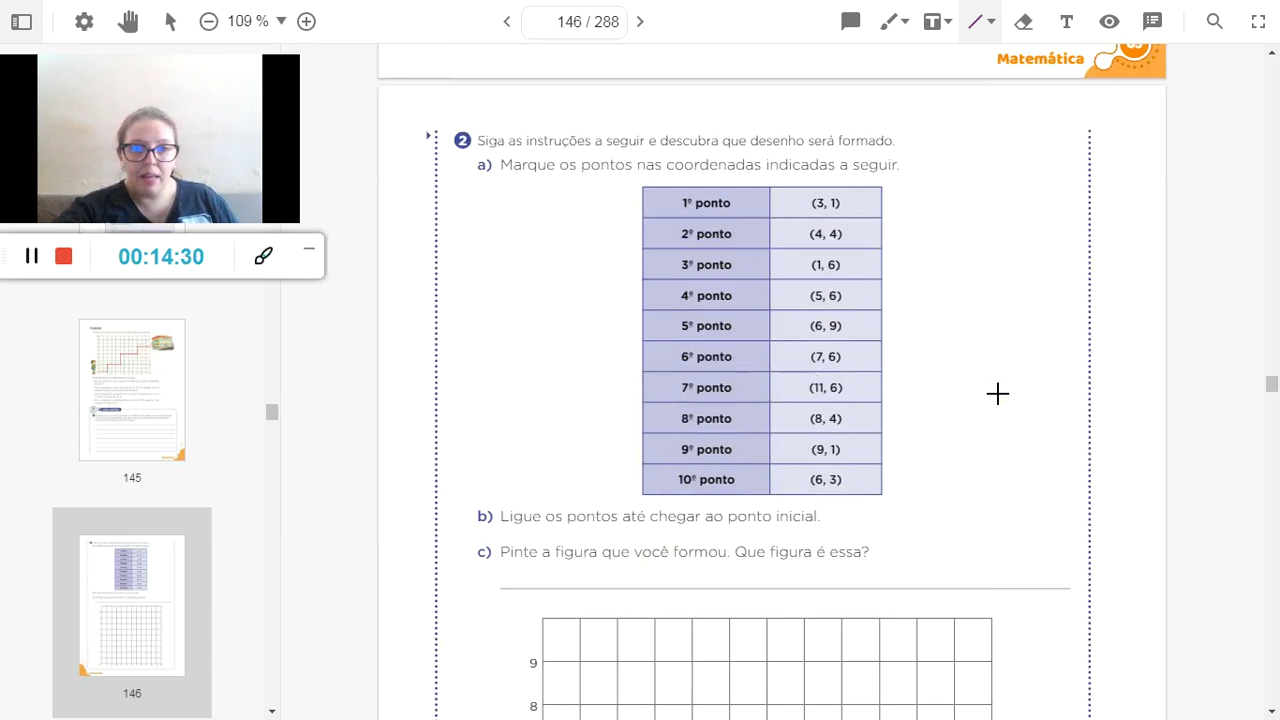 109 %
146 / 288
Matemática
2 Siga as instruções a seguir e descubra que desenho será formado.
a) Marque os pontos nas coordenadas indicadas a seguir.
1º ponto (3, 1)
2º ponto (4, 4)
3º ponto (1, 6)
4º ponto (5, 6)
5º ponto (6, 9)
6º ponto (7, 6)
7º ponto (11, 6)
8º ponto (8, 4)
9º ponto (9, 1)
10º ponto (6, 3)
b) Ligue os pontos até chegar ao ponto inicial.
c) Pinte a figura que você formou. Que figura é essa?
9
8
00:14:30
145
146